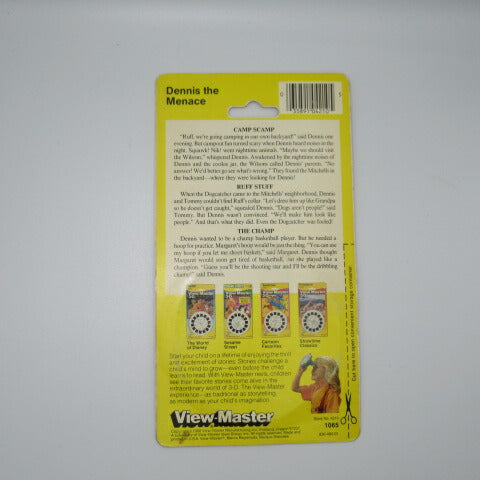 Dennis the
Menace
0
5
CAMP SCAMP
"Ruff, we're going camping in our own backyard!" said Dennis one
evening. But campout fun turned scary when Dennis heard noises in the
night. Squawk! Nik! went nighttime animals. "Maybe we should visit
the Wilsons," whispered Dennis. Awakened by the nighttime noises of
Dennis and the cookie jar, the Wilsons called Dennis' parents. "No
answer! We'd better go see what's wrong." They found the Mitchells in
the backyard—where they were looking for Dennis!
RUFF STUFF
When the Dogcatcher came to the Mitchells' neighborhood, Dennis
and Tommy couldn't find Ruff's collar. "Let's dress him up like Grandpa
so he doesn't get caught," squealed Dennis. "Dogs aren't people!" said
Tommy. But Dennis wasn't convinced. "We'll make him look like
people." And that's what they did. Even the Dogcatcher was fooled!
THE CHAMP
Dennis wanted to be a champ basketball player. But he needed a
hoop for practice. Margaret's hoop would be just the thing. "You can use
my hoop if you let me shoot baskets," said Margaret. Dennis thought
Margaret would soon get tired of basketball, but she played like a
champion. "Guess you'll be the shooting star and I'll be the dribbling
champ!" said Dennis.
The World
of Disney
Sesame
Street
Cartoon
Favorites
Showtime
Classics
Start your child on a lifetime of enjoying the thrill
and excitement of stories. Stories challenge a
child's mind to grow—even before the child
learns to read. With View-Master reels, children
see their favorite stories come alive in the
extraordinary world of 3-D. The View-Master
experience—as traditional as storytelling,
as modern as your child's imagination.
Cut here to open convenient storage container.
View-Master
1065